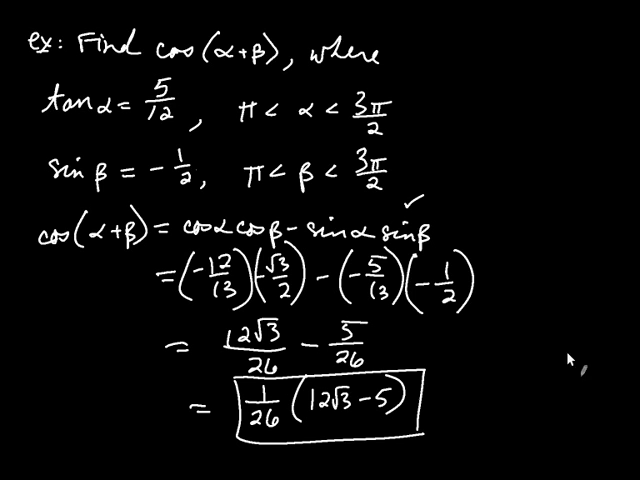 ex: Find cos(α+β), where
tanα = 5/12, π < α < 3π/2
sin β = -1/2, π < β < 3π/2
cos(α+β) = cosα cosβ - sinα sinβ ✓
= (-12/13)(-√3/2) - (-5/13)(-1/2)
= 12√3/26 - 5/26
= 1/26 (12√3 - 5)